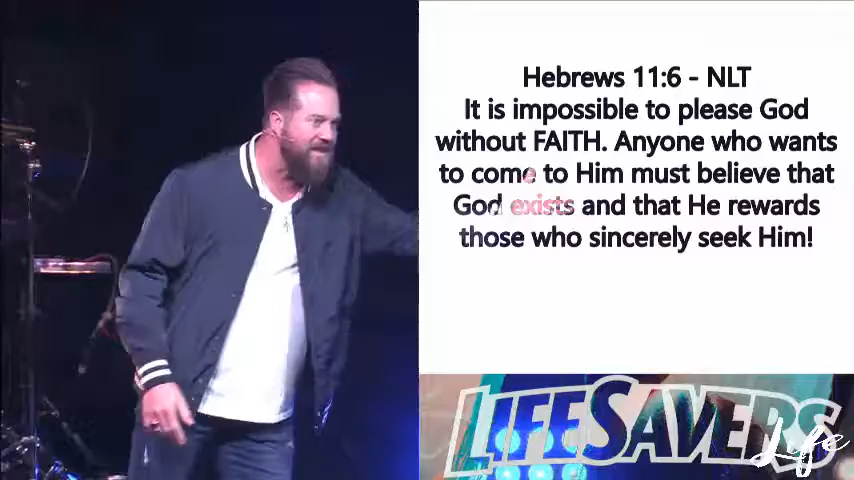 Hebrews 11:6 - NLT
It is impossible to please God
without FAITH. Anyone who wants
to come to Him must believe that
God exists and that He rewards
those who sincerely seek Him!
LIFESAVERS
Life